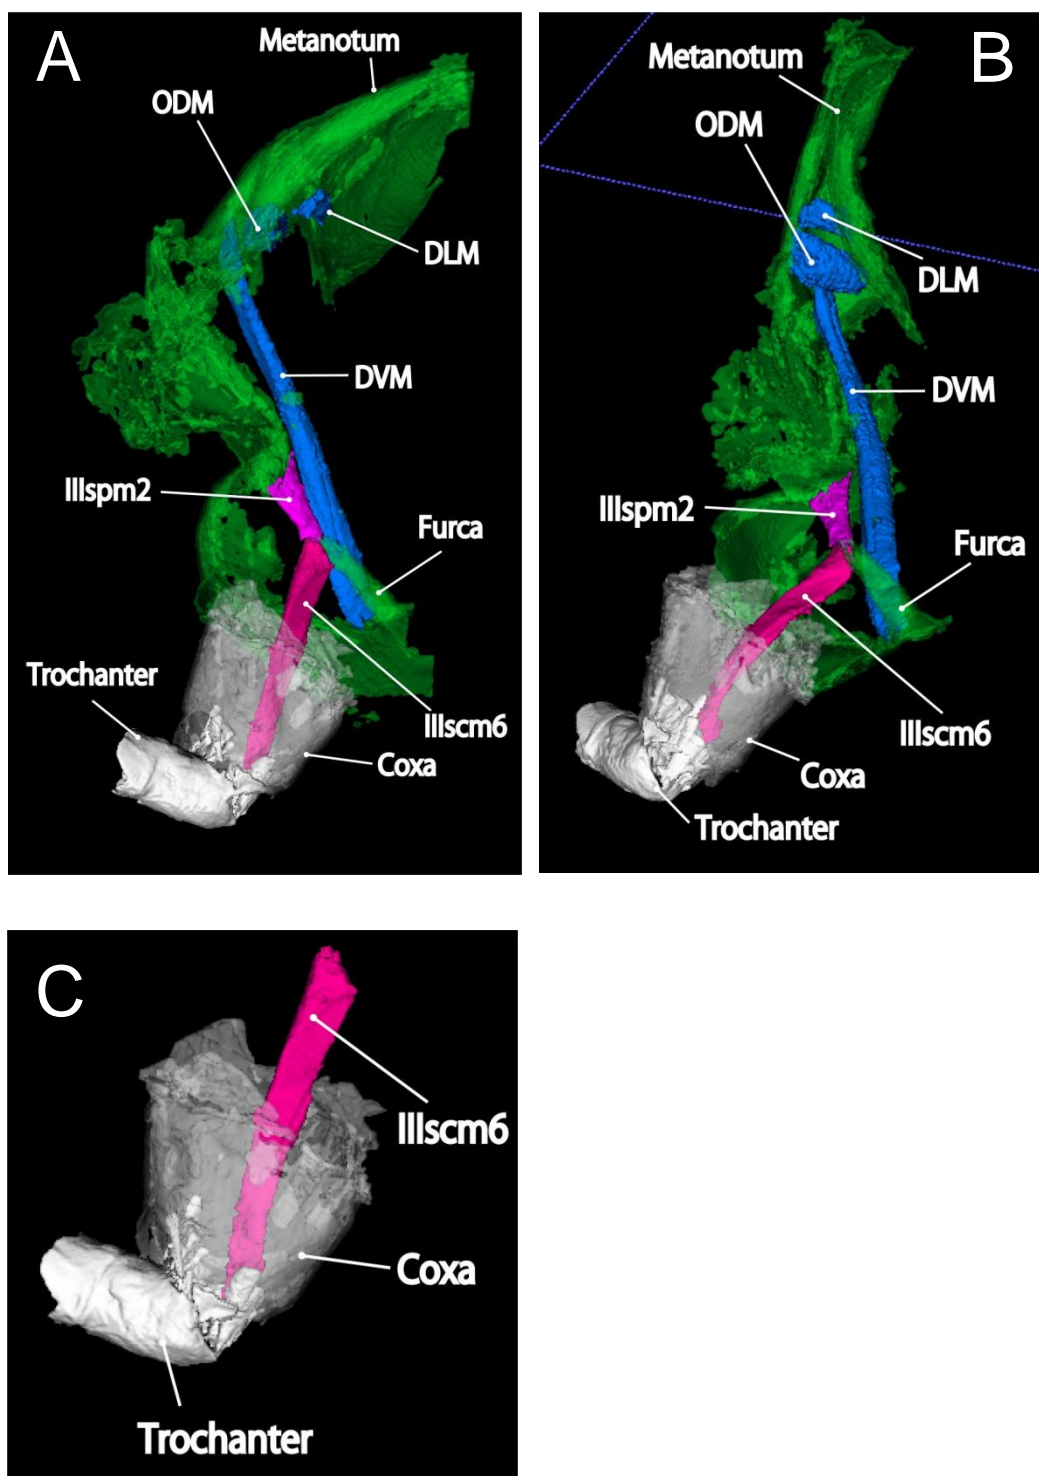 A
Metanotum
ODM
DLM
DVM
IIIspm2
Furca
Trochanter
IIIscm6
Coxa
B
Metanotum
ODM
DLM
DVM
IIIspm2
Furca
IIIscm6
Coxa
Trochanter
C
IIIscm6
Coxa
Trochanter